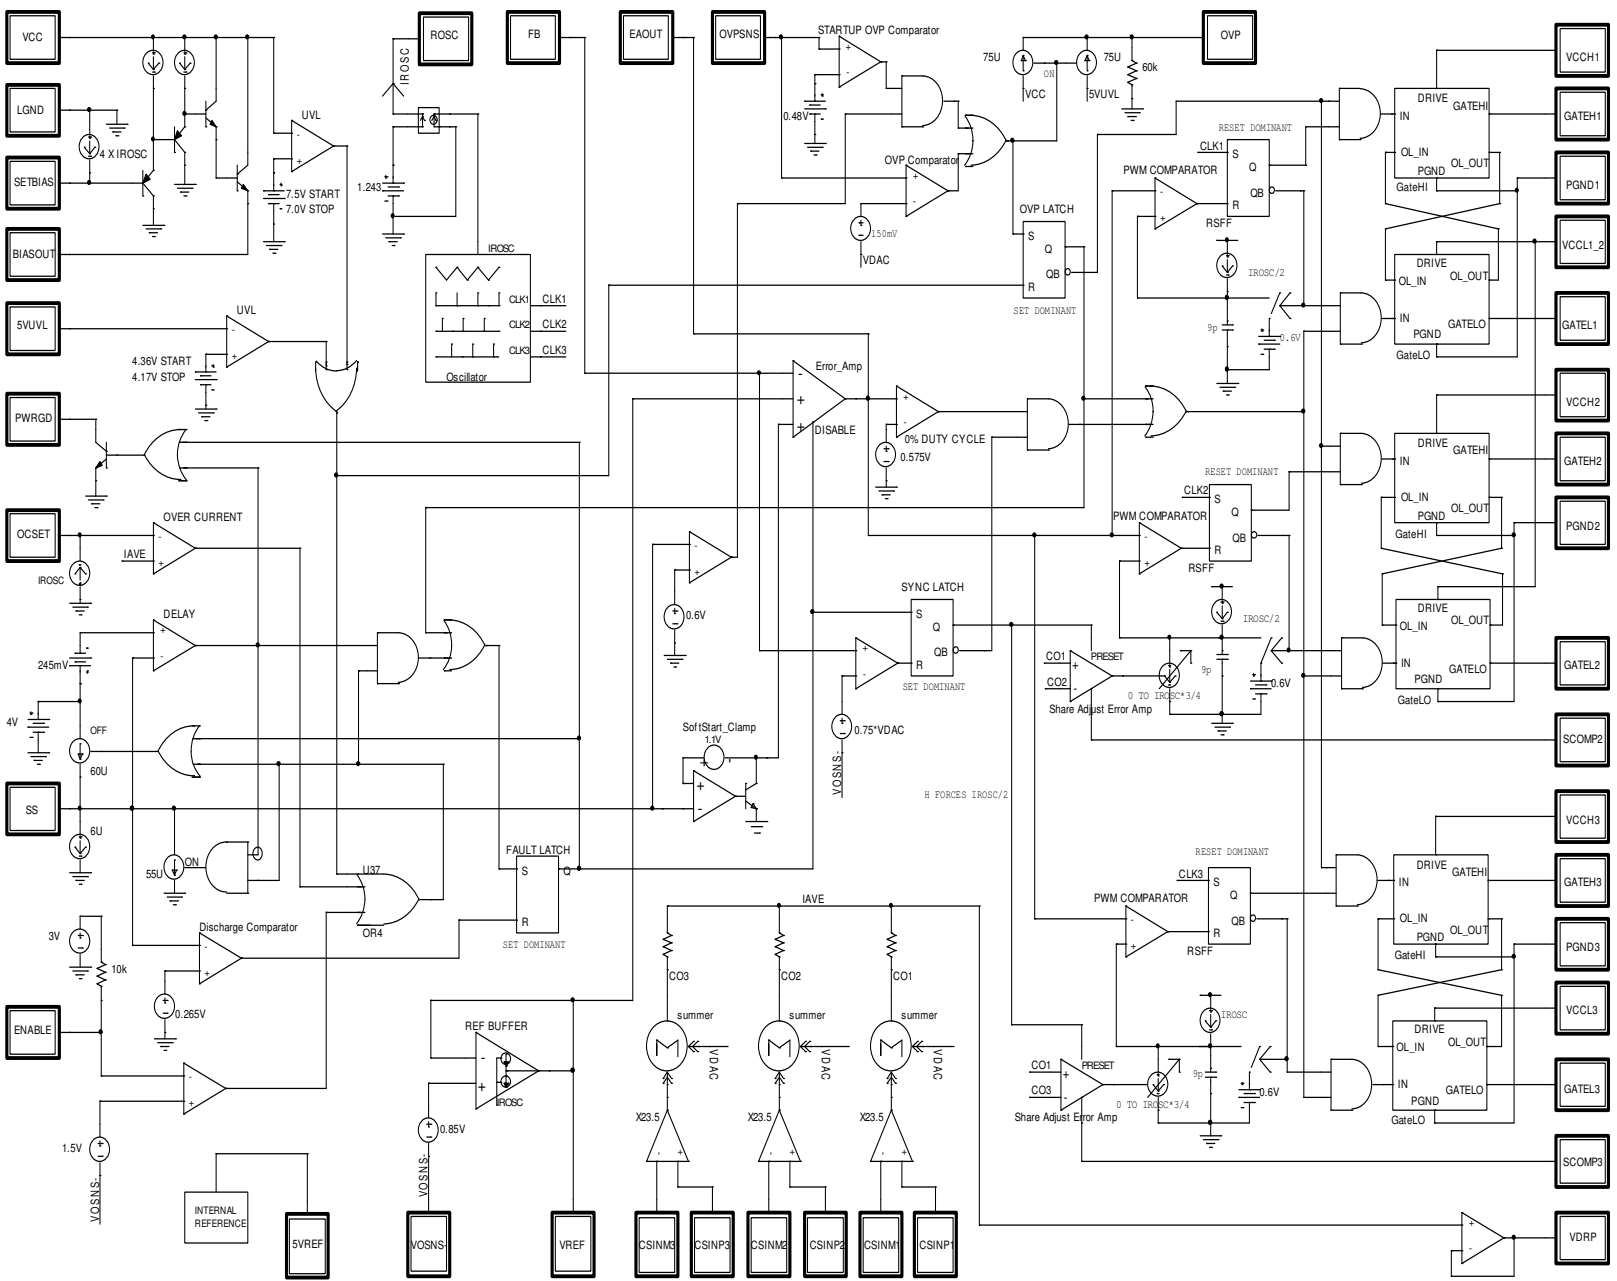 VCC
LGND
SETBIAS
BIASOUT
5VUVL
PWRGD
OCSET
SS
ENABLE
4 X IROSC
UVL
7.5V START
7.0V STOP
UVL
4.36V START
4.17V STOP
ROSC
IROSC
1.243
IROSC
CLK1
CLK2
CLK3
CLK1
CLK2
CLK3
Oscillator
FB
EAOUT
OVPSNS
STARTUP OVP Comparator
0.48V
OVP Comparator
150mV
VDAC
75U
ON
VCC
75U
5VUVL
60k
OVP
OVP LATCH
S
Q
QB
R
SET DOMINANT
Error_Amp
DISABLE
0% DUTY CYCLE
0.575V
OVER CURRENT
IAVE
IROSC
DELAY
245mV
4V
OFF
60U
6U
55U
ON
U37
OR4
FAULT LATCH
S
Q
R
SET DOMINANT
3V
10k
Discharge Comparator
0.265V
1.5V
VOSNS-
INTERNAL
REFERENCE
5VREF
REF BUFFER
IROSC
0.85V
VOSNS-
VOSNS-
VREF
0.6V
SoftStart_Clamp
1.1V
SYNC LATCH
S
Q
QB
R
SET DOMINANT
0.75*VDAC
VOSNS-
H FORCES IROSC/2
IAVE
CO3
CO2
CO1
summer
summer
summer
VDAC
VDAC
VDAC
X23.5
X23.5
X23.5
CSINM3
CSINP3
CSINM2
CSINP2
CSINM1
CSINP1
RESET DOMINANT
CLK1
PWM COMPARATOR
S
Q
QB
R
RSFF
IROSC/2
9p
0.6V
RESET DOMINANT
CLK2
PWM COMPARATOR
S
Q
QB
R
RSFF
IROSC/2
9p
0.6V
CO1
CO2
PRESET
0 TO IROSC*3/4
Share Adjust Error Amp
RESET DOMINANT
CLK3
PWM COMPARATOR
S
Q
QB
R
RSFF
IROSC
9p
0.6V
CO1
CO3
PRESET
0 TO IROSC*3/4
Share Adjust Error Amp
DRIVE
GATEHI
IN
OL_IN
OL_OUT
PGND
GateHI
DRIVE
OL_IN
OL_OUT
IN
GATELO
PGND
GateLO
DRIVE
GATEHI
IN
OL_IN
OL_OUT
PGND
GateHI
DRIVE
OL_IN
OL_OUT
IN
GATELO
PGND
GateLO
DRIVE
GATEHI
IN
OL_IN
OL_OUT
PGND
GateHI
DRIVE
OL_IN
OL_OUT
IN
GATELO
PGND
GateLO
VCCH1
GATEH1
PGND1
VCCL1_2
GATEL1
VCCH2
GATEH2
PGND2
GATEL2
SCOMP2
VCCH3
GATEH3
PGND3
VCCL3
GATEL3
SCOMP3
VDRP